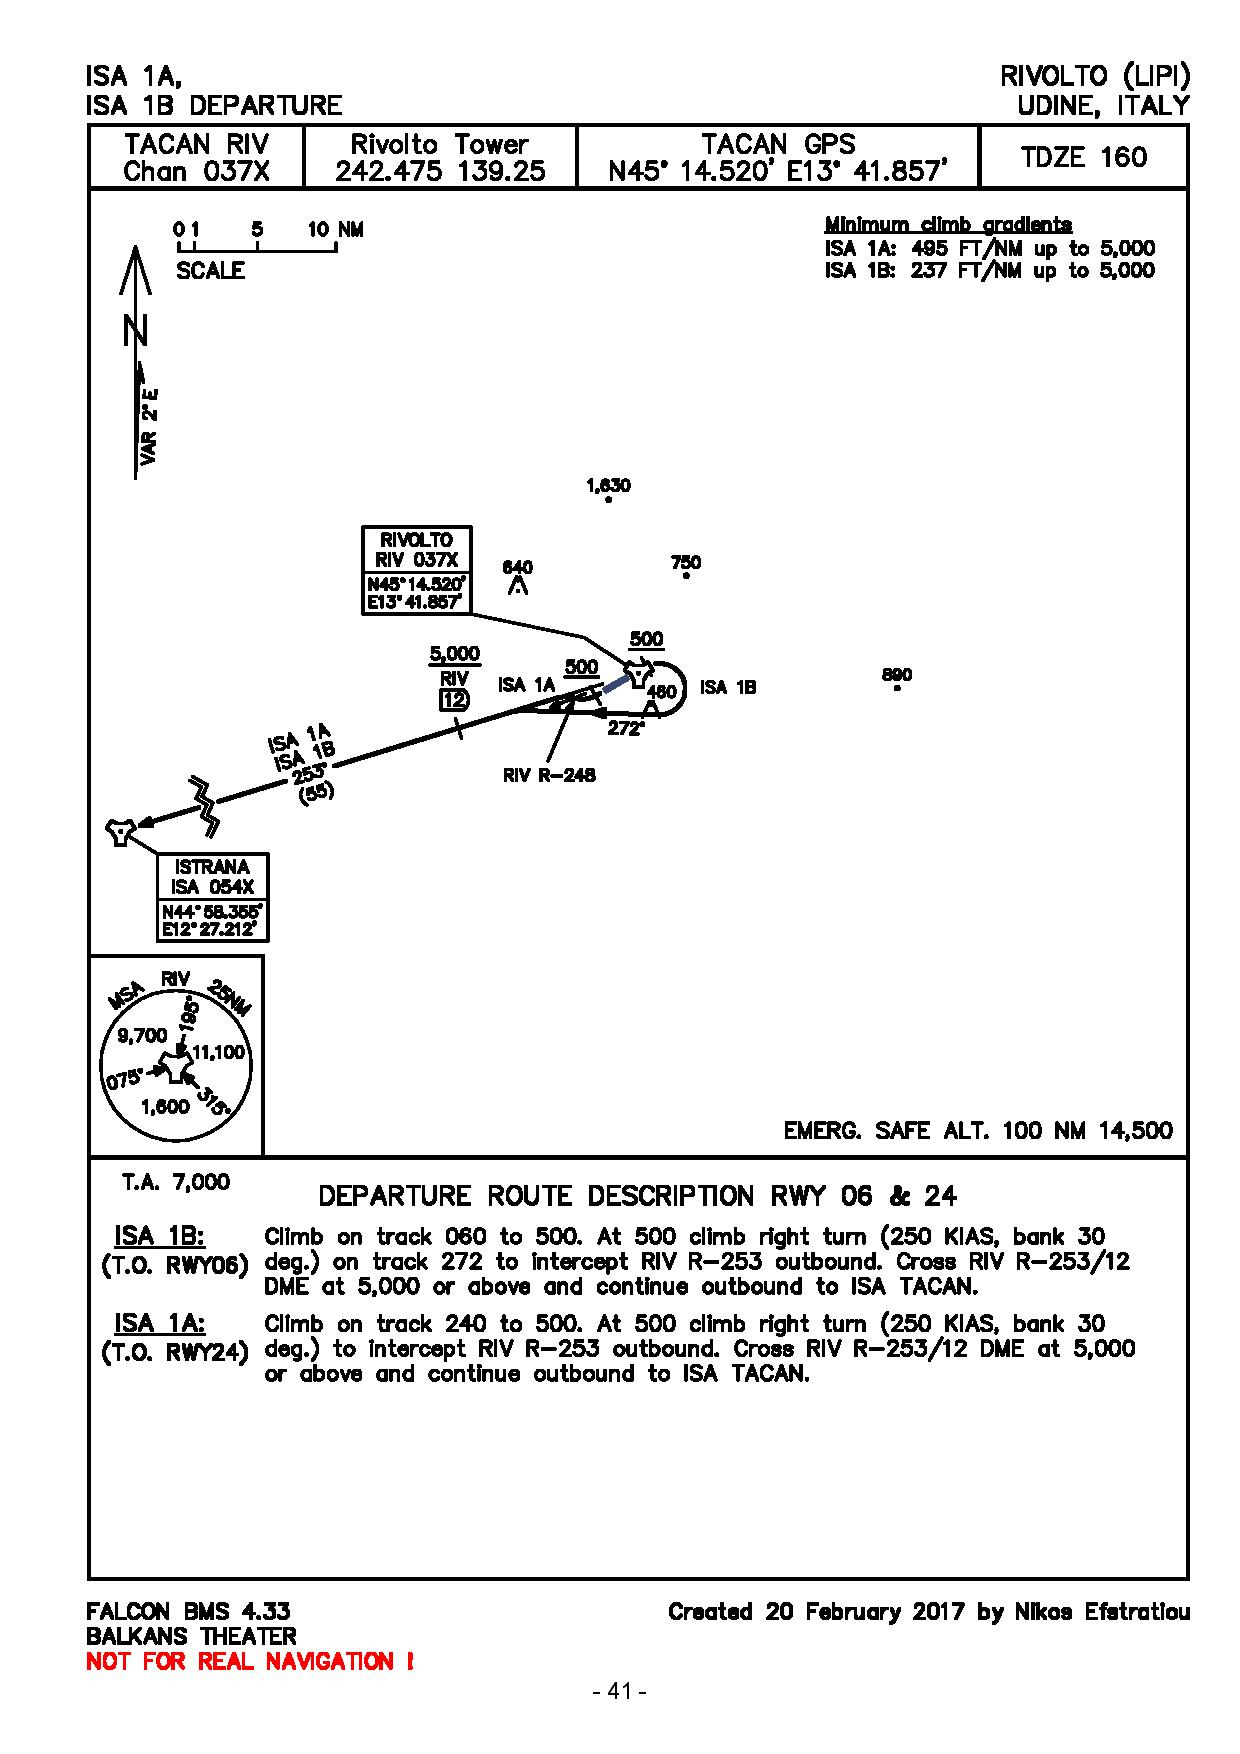 ISA 1A,
ISA 1B DEPARTURE
RIVOLTO (LIPI)
UDINE, ITALY
TACAN RIV
Chan 037X
Rivolto Tower
242.475 139.25
TACAN GPS
N45° 14.520' E13° 41.857'
TDZE 160
0 1 5 10 NM
SCALE
Minimum climb gradients
ISA 1A: 495 FT/NM up to 5,000
ISA 1B: 237 FT/NM up to 5,000
N
VAR 2° E
1,630
RIVOLTO
RIV 037X
N45° 14.520'
E13° 41.857'
640
750
500
5,000
RIV
12
500
ISA 1A
460
ISA 1B
890
272°
RIV R-248
ISA 1A
ISA 1B
253°
(55)
ISTRANA
ISA 054X
N44° 58.355'
E12° 27.212'
MSA RIV 25NM
195°
9,700
11,100
075°
315°
1,600
EMERG. SAFE ALT. 100 NM 14,500
T.A. 7,000
DEPARTURE ROUTE DESCRIPTION RWY 06 & 24
ISA 1B: Climb on track 060 to 500. At 500 climb right turn (250 KIAS, bank 30
(T.O. RWY06) deg.) on track 272 to intercept RIV R-253 outbound. Cross RIV R-253/12
DME at 5,000 or above and continue outbound to ISA TACAN.
ISA 1A: Climb on track 240 to 500. At 500 climb right turn (250 KIAS, bank 30
(T.O. RWY24) deg.) to intercept RIV R-253 outbound. Cross RIV R-253/12 DME at 5,000
or above and continue outbound to ISA TACAN.
FALCON BMS 4.33
BALKANS THEATER
NOT FOR REAL NAVIGATION !
Created 20 February 2017 by Nikos Efstratiou
- 41 -